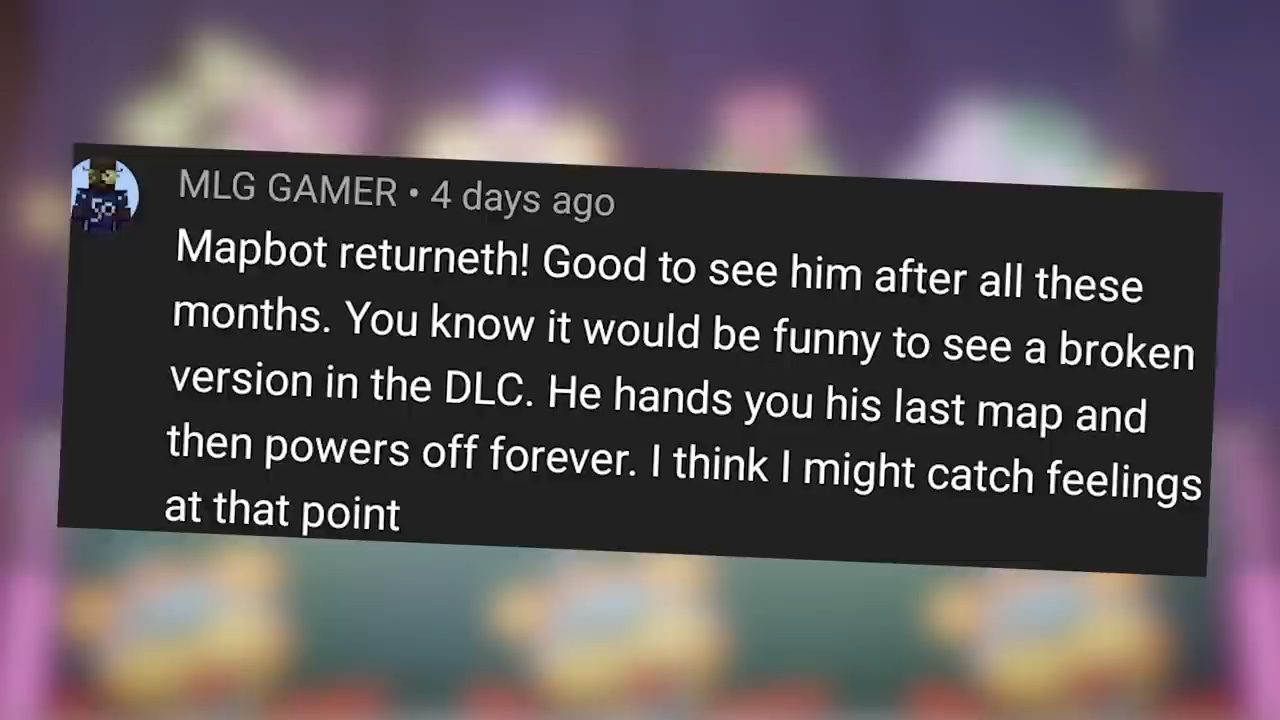 MLG GAMER • 4 days ago
Mapbot returneth! Good to see him after all these
months. You know it would be funny to see a broken
version in the DLC. He hands you his last map and
then powers off forever. I think I might catch feelings
at that point